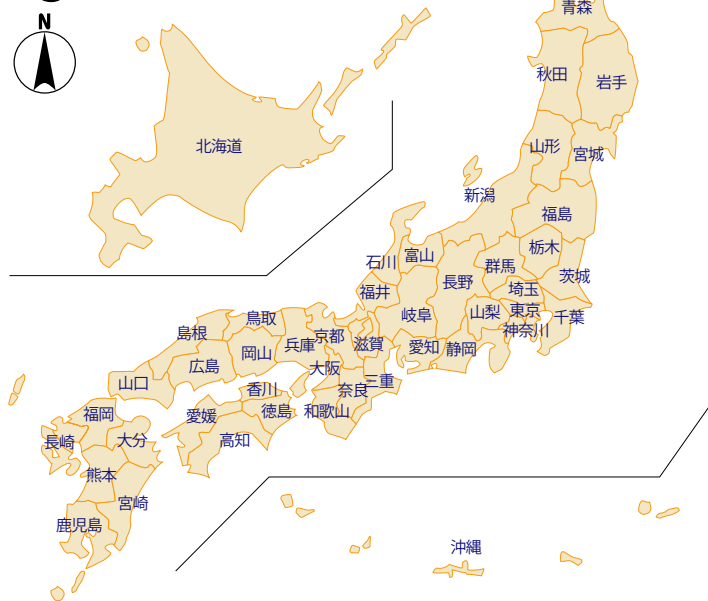 青森
N
秋田
岩手
北海道
山形
宮城
新潟
福島
栃木
石川
富山
群馬
茨城
福井
長野
埼玉
岐阜
山梨
東京
千葉
神奈川
鳥取
島根
京都
兵庫
滋賀
愛知
静岡
岡山
広島
大阪
三重
山口
香川
奈良
徳島
和歌山
福岡
愛媛
長崎
大分
高知
熊本
宮崎
鹿児島
沖縄